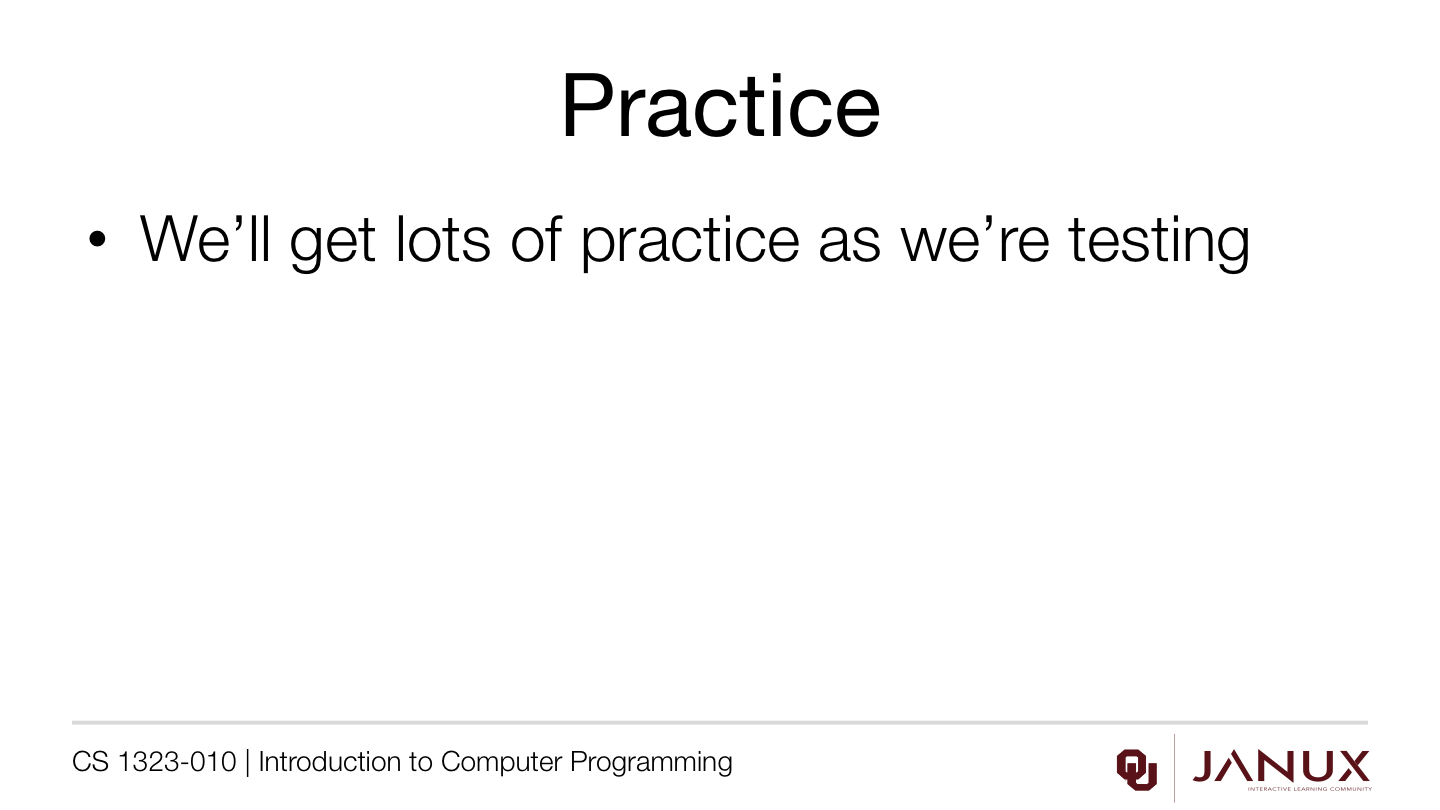 Practice
• We’ll get lots of practice as we’re testing
CS 1323-010 | Introduction to Computer Programming
OU
JANUX
INTERACTIVE LEARNING COMMUNITY